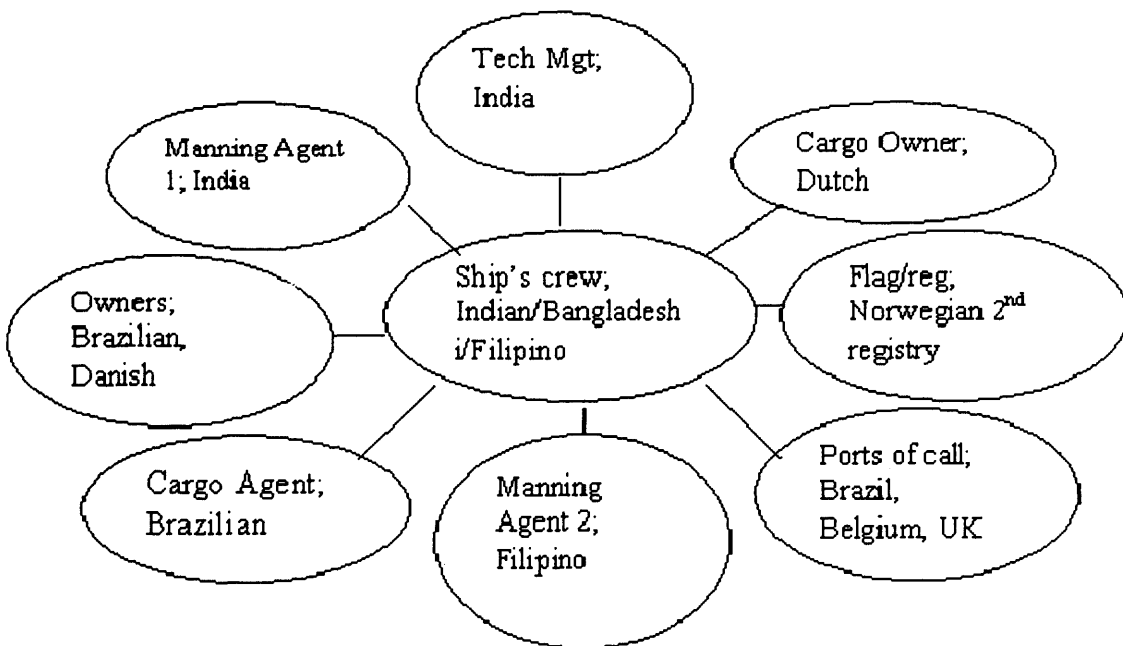 Tech Mgt;
India
Manning Agent
1; India
Cargo Owner;
Dutch
Ship's crew;
Indian/Bangladesh
i/Filipino
Owners;
Brazilian,
Danish
Flag/reg;
Norwegian 2nd
registry
Cargo Agent;
Brazilian
Manning
Agent 2;
Filipino
Ports of call;
Brazil,
Belgium, UK